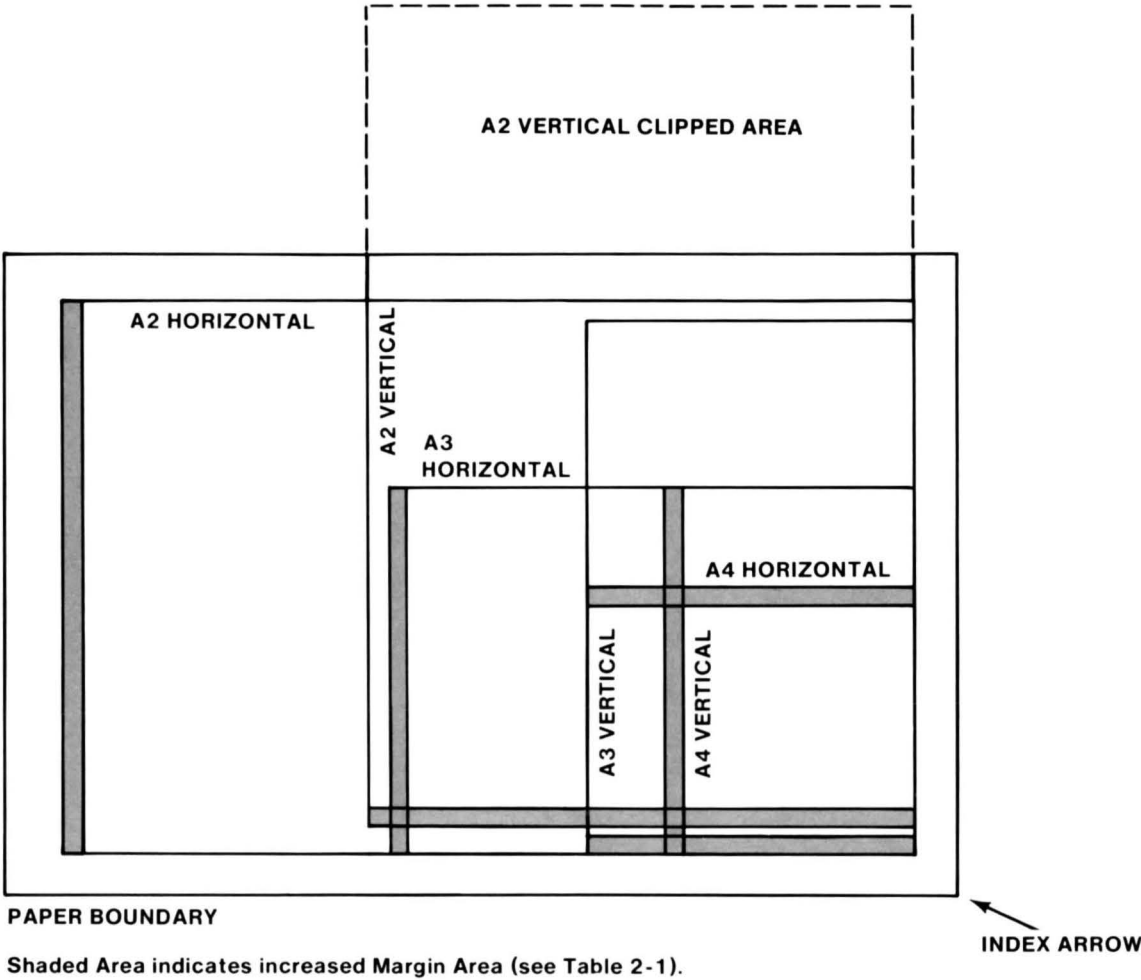 A2 VERTICAL CLIPPED AREA
A2 HORIZONTAL
A2 VERTICAL
A3
HORIZONTAL
A4 HORIZONTAL
A3 VERTICAL
A4 VERTICAL
PAPER BOUNDARY
INDEX ARROW
Shaded Area indicates increased Margin Area (see Table 2-1).